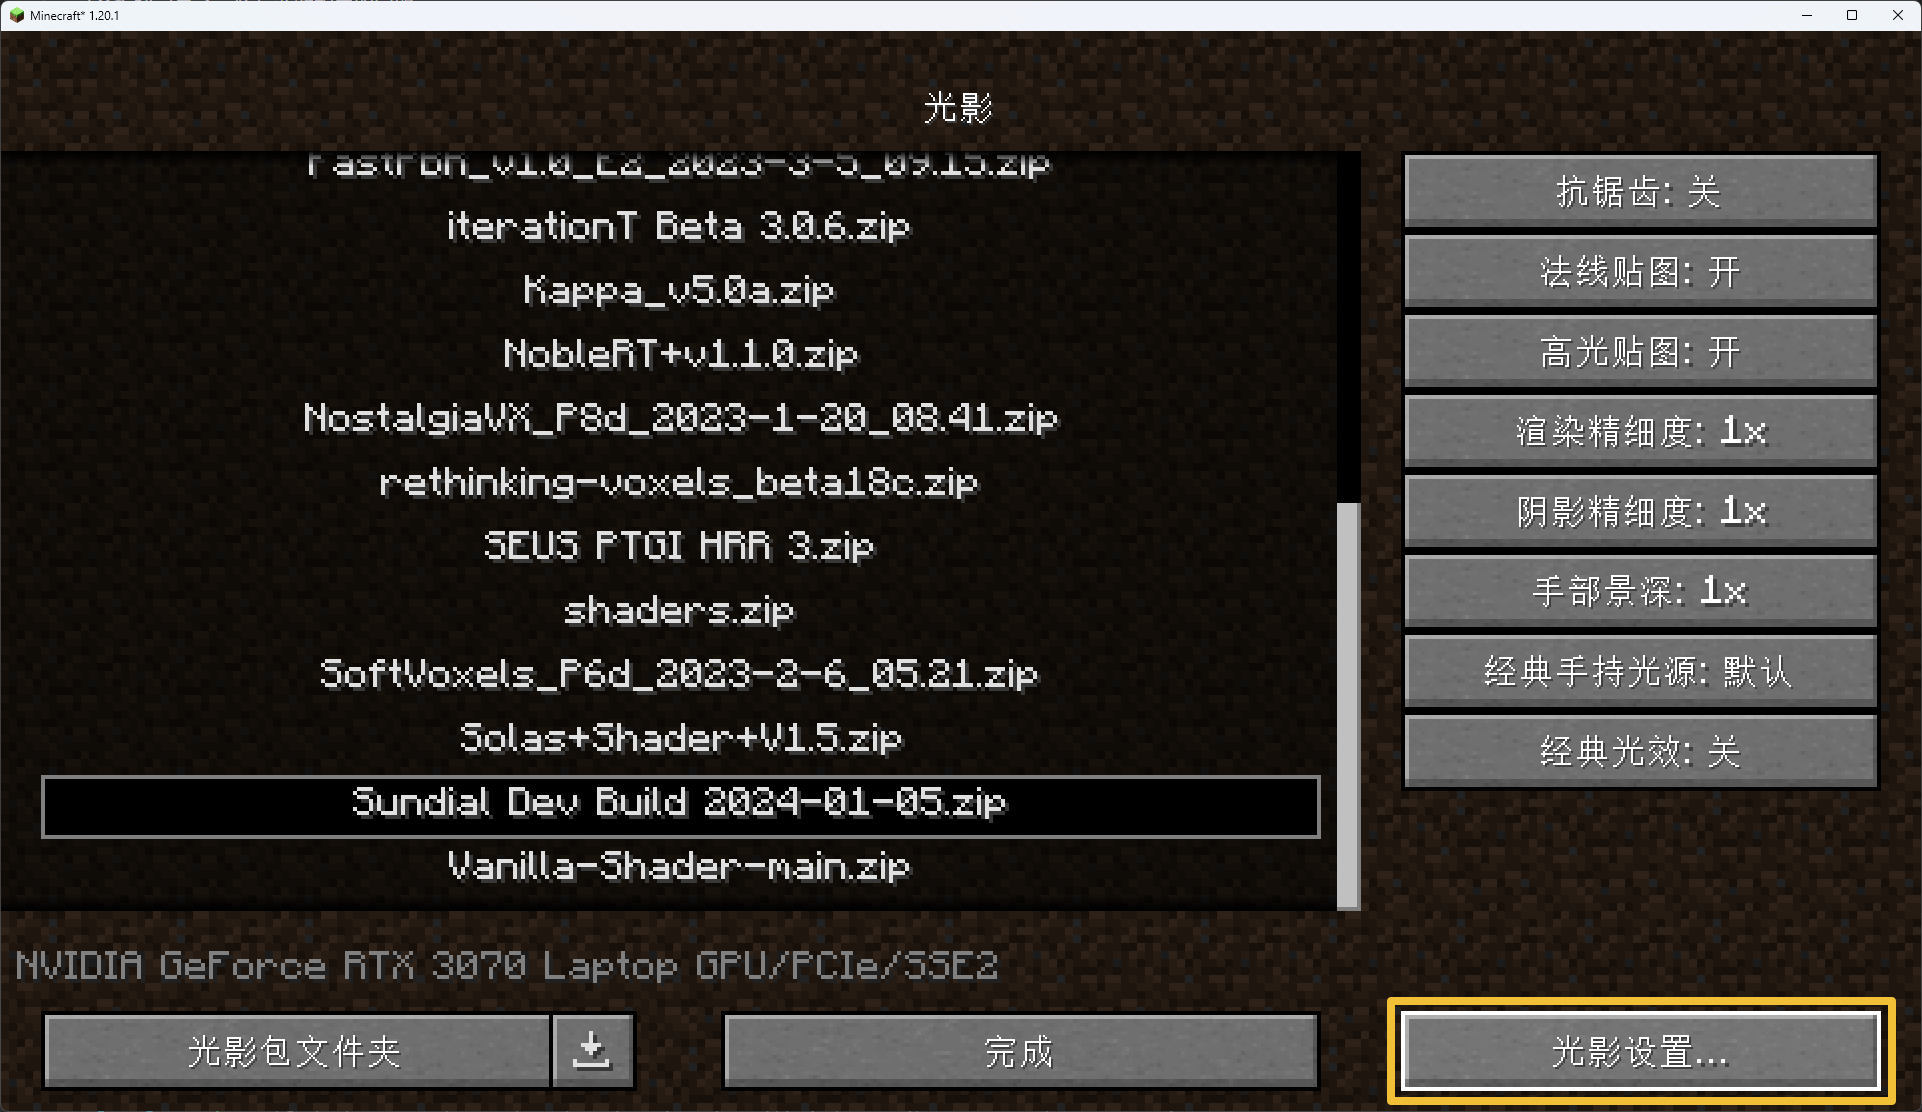 Minecraft* 1.20.1
光影
FastPBR_v1.0_E2_2023-3-5_09.15.zip
iterationT Beta 3.0.6.zip
Kappa_v5.0a.zip
NobleRT+v1.1.0.zip
NostalgiaVX_P8d_2023-1-20_08.41.zip
rethinking-voxels_beta18c.zip
SEUS PTGI HRR 3.zip
shaders.zip
SoftVoxels_P6d_2023-2-6_05.21.zip
Solas+Shader+V1.5.zip
Sundial Dev Build 2024-01-05.zip
Vanilla-Shader-main.zip
抗锯齿: 关
法线贴图: 开
高光贴图: 开
渲染精细度: 1x
阴影精细度: 1x
手部景深: 1x
经典手持光源: 默认
经典光效: 关
NVIDIA GeForce RTX 3070 Laptop GPU/PCIe/SSE2
光影包文件夹
完成
光影设置...